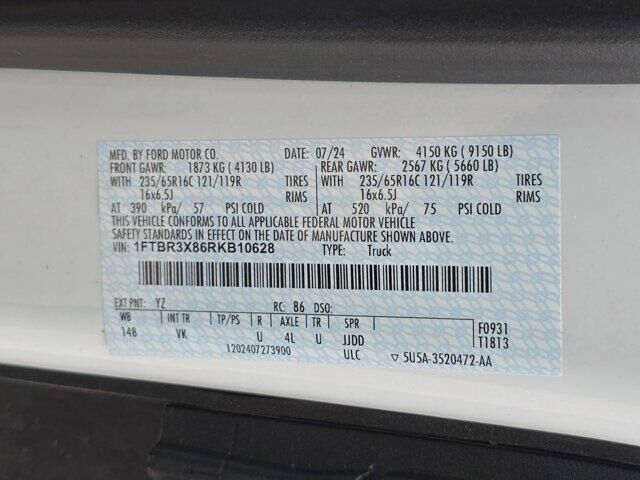 MFD. BY FORD MOTOR CO. DATE: 07/24 GVWR: 4150 KG ( 9150 LB)
FRONT GAWR: 1873 KG ( 4130 LB) REAR GAWR: 2567 KG ( 5660 LB)
WITH 235/65R16C 121/119R TIRES WITH 235/65R16C 121/119R TIRES
16x6.5J RIMS 16x6.5J RIMS
AT 390 kPa/ 57 PSI COLD AT 520 kPa/ 75 PSI COLD
THIS VEHICLE CONFORMS TO ALL APPLICABLE FEDERAL MOTOR VEHICLE
SAFETY STANDARDS IN EFFECT ON THE DATE OF MANUFACTURE SHOWN ABOVE.
VIN: 1FTBR3X86RKB10628 TYPE: Truck
EXT PNT: YZ RC: 86 DSO:
WB INT TR TP/PS R AXLE TR SPR F0931
148 VK U 4L U JJDD T1813
1202407273900 ULC 5U5A-3520472-AA